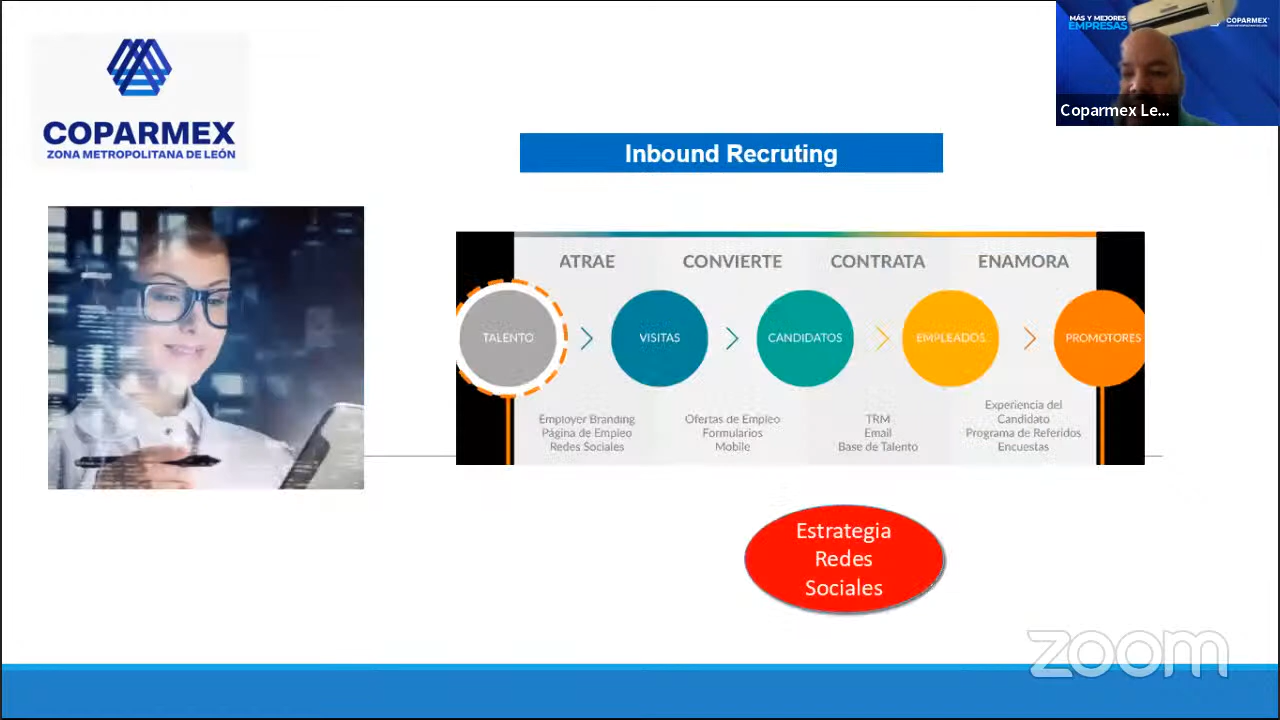 COPARMEX
ZONA METROPOLITANA DE LEÓN
MÁS Y MEJORES
EMPRESAS
COPARMEX
Coparmex Le...
Inbound Recruting
ATRAE
CONVIERTE
CONTRATA
ENAMORA
TALENTO
VISITAS
CANDIDATOS
EMPLEADOS
PROMOTORES
Employer Branding
Página de Empleo
Redes Sociales
Ofertas de Empleo
Formularios
Mobile
TRM
Email
Base de Talento
Experiencia del
Candidato
Programa de Referidos
Encuestas
Estrategia
Redes
Sociales
zoom